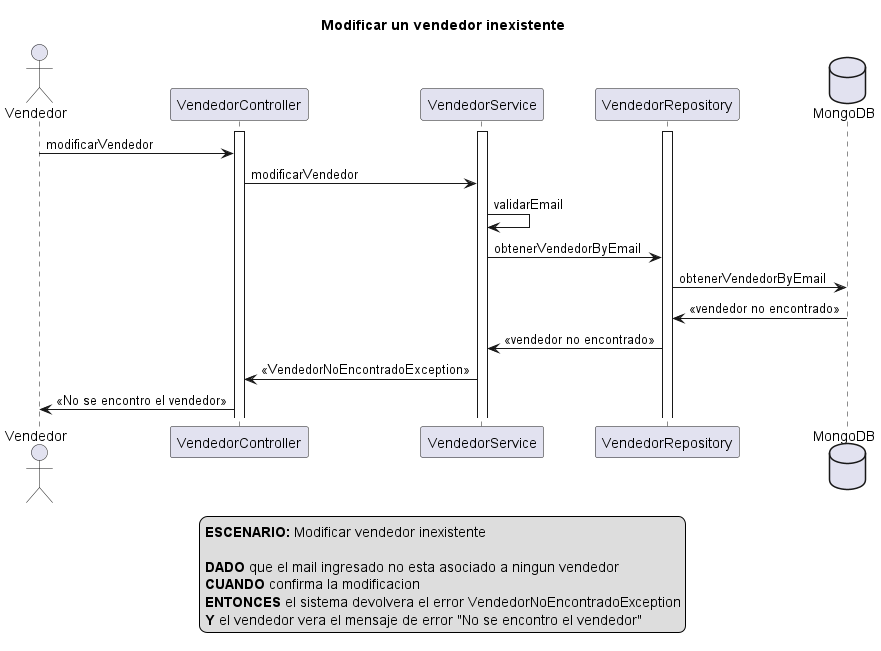 Modificar un vendedor inexistente
Vendedor
VendedorController
VendedorService
VendedorRepository
MongoDB
modificarVendedor
modificarVendedor
validarEmail
obtenerVendedorByEmail
obtenerVendedorByEmail
«vendedor no encontrado»
«vendedor no encontrado»
«VendedorNoEncontradoException»
«No se encontro el vendedor»
Vendedor
VendedorController
VendedorService
VendedorRepository
MongoDB
ESCENARIO: Modificar vendedor inexistente
DADO que el mail ingresado no esta asociado a ningun vendedor
CUANDO confirma la modificacion
ENTONCES el sistema devolvera el error VendedorNoEncontradoException
Y el vendedor vera el mensaje de error "No se encontro el vendedor"